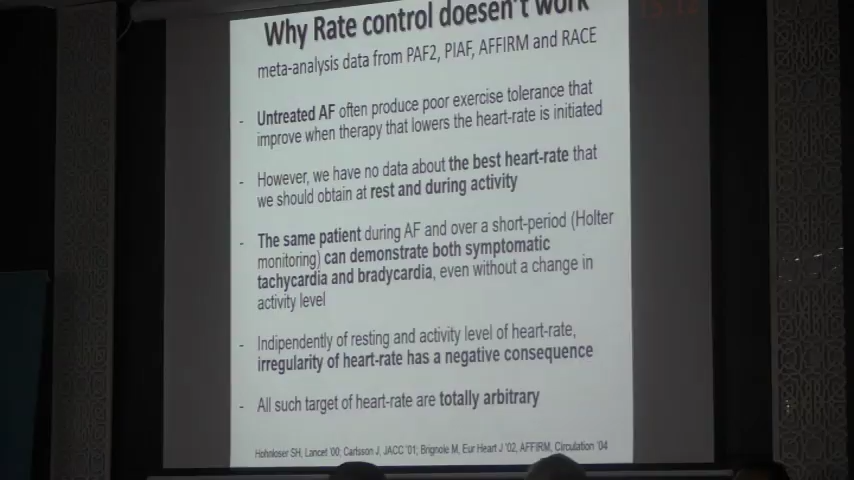 Why Rate control doesen't work
meta-analysis data from PAF2, PIAF, AFFIRM and RACE
- Untreated AF often produce poor exercise tolerance that
improve when therapy that lowers the heart-rate is initiated
- However, we have no data about the best heart-rate that
we should obtain at rest and during activity
- The same patient during AF and over a short-period (Holter
monitoring) can demonstrate both symptomatic
tachycardia and bradycardia, even without a change in
activity level
- Indipendently of resting and activity level of heart-rate,
irregularity of heart-rate has a negative consequence
- All such target of heart-rate are totally arbitrary
Hohnloser SH, Lancet '00; Carlsson J, JACC '01; Brignole M, Eur Heart J '02, AFFIRM, Circulation '04